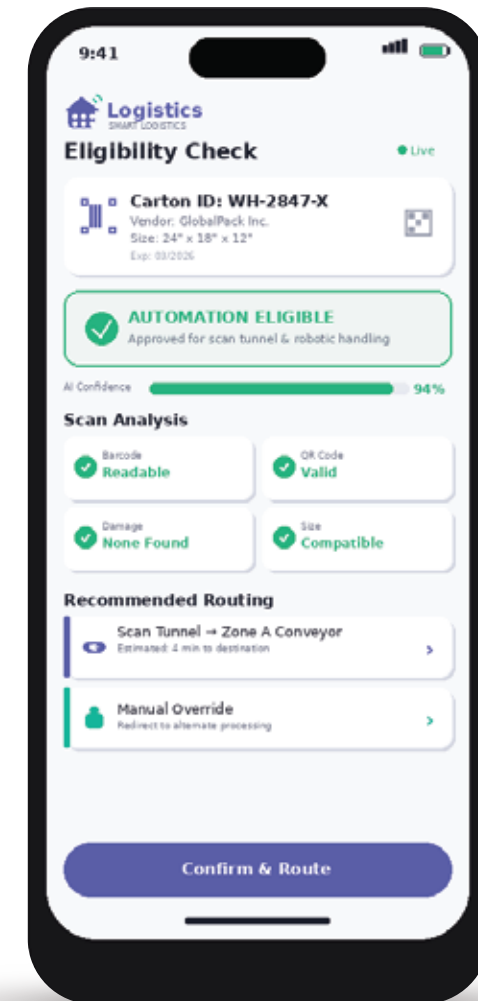 9:41
Logistics
SMART LOGISTICS
Eligibility Check
Live
Carton ID: WH-2847-X
Vendor: GlobalPack Inc.
Size: 24" x 18" x 12"
Exp: 03/2026
AUTOMATION ELIGIBLE
Approved for scan tunnel & robotic handling
AI Confidence
94%
Scan Analysis
Barcode
Readable
QR Code
Valid
Damage
None Found
Size
Compatible
Recommended Routing
Scan Tunnel → Zone A Conveyor
Estimated: 4 min to destination
Manual Override
Redirect to alternate processing
Confirm & Route